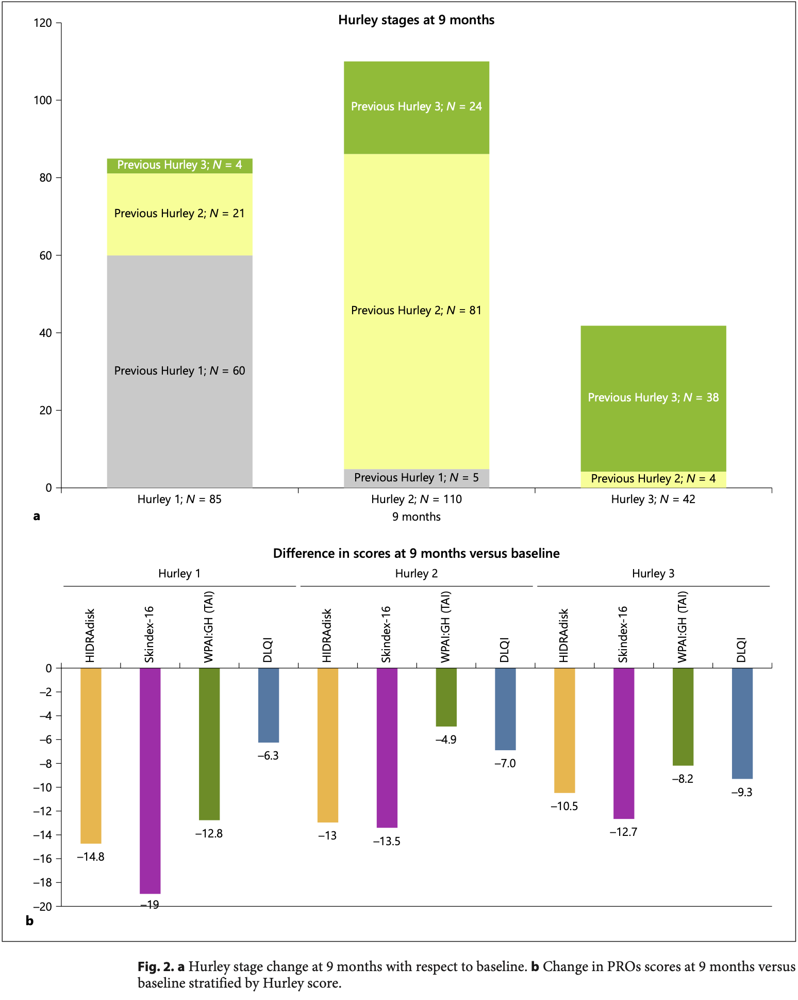 Hurley stages at 9 months
120
100
80
60
40
20
0
Previous Hurley 3; N = 4
Previous Hurley 2; N = 21
Previous Hurley 1; N = 60
Previous Hurley 3; N = 24
Previous Hurley 2; N = 81
Previous Hurley 1; N = 5
Previous Hurley 3; N = 38
Previous Hurley 2; N = 4
Hurley 1; N = 85
Hurley 2; N = 110
Hurley 3; N = 42
9 months
a
Difference in scores at 9 months versus baseline
Hurley 1
Hurley 2
Hurley 3
HIDRAdisk
Skindex-16
WPAI:GH (TAI)
DLQI
HIDRAdisk
Skindex-16
WPAI:GH (TAI)
DLQI
HIDRAdisk
Skindex-16
WPAI:GH (TAI)
DLQI
0
–2
–4
–6
–8
–10
–12
–14
–16
–18
–20
–14.8
–19
–12.8
–6.3
–13
–13.5
–4.9
–7.0
–10.5
–12.7
–8.2
–9.3
b
Fig. 2. a Hurley stage change at 9 months with respect to baseline. b Change in PROs scores at 9 months versus
baseline stratified by Hurley score.